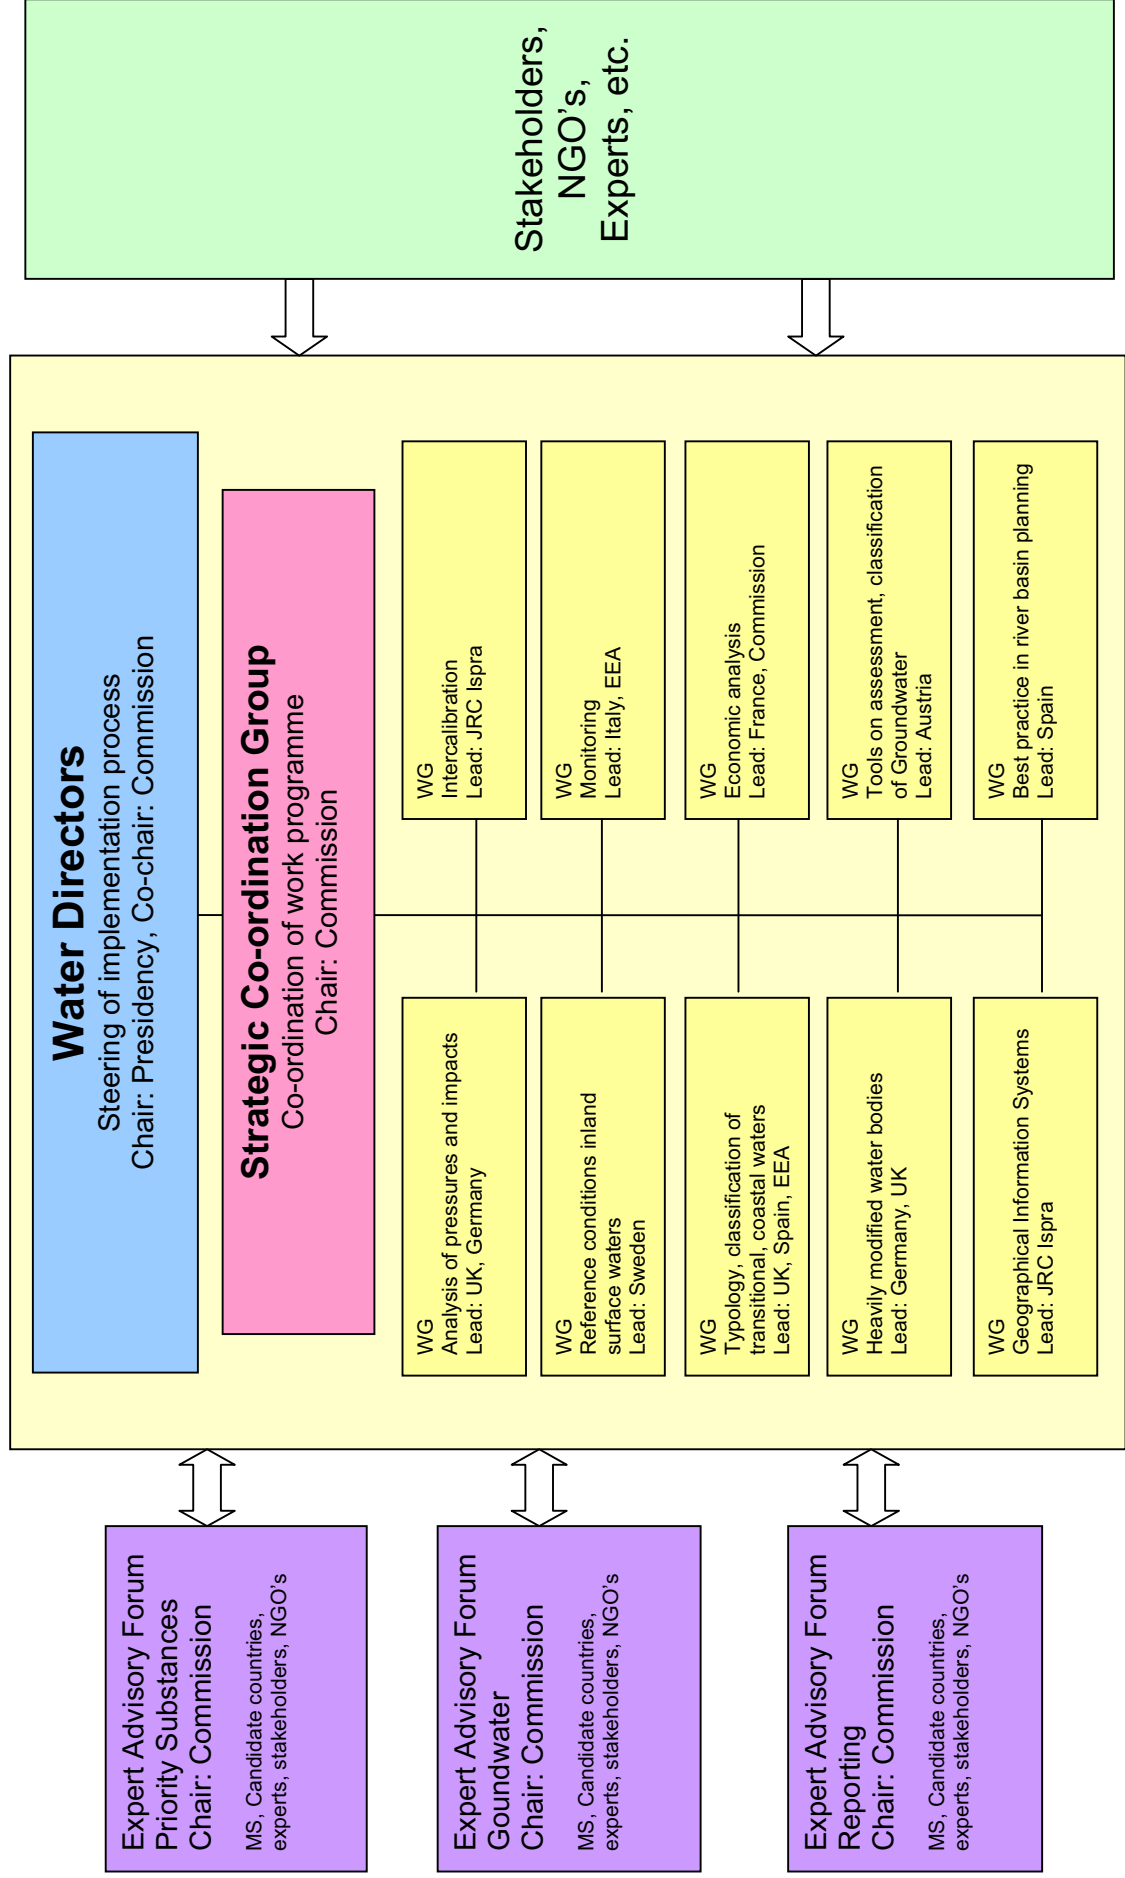 Water Directors
Steering of implementation process
Chair: Presidency, Co-chair: Commission
Strategic Co-ordination Group
Co-ordination of work programme
Chair: Commission
Expert Advisory Forum
Priority Substances
Chair: Commission
MS, Candidate countries,
experts, stakeholders, NGO's
Expert Advisory Forum
Goundwater
Chair: Commission
MS, Candidate countries,
experts, stakeholders, NGO's
Expert Advisory Forum
Reporting
Chair: Commission
MS, Candidate countries,
experts, stakeholders, NGO's
WG
Analysis of pressures and impacts
Lead: UK, Germany
WG
Reference conditions inland
surface waters
Lead: Sweden
WG
Typology, classification of
transitional, coastal waters
Lead: UK, Spain, EEA
WG
Heavily modified water bodies
Lead: Germany, UK
WG
Geographical Information Systems
Lead: JRC Ispra
WG
Intercalibration
Lead: JRC Ispra
WG
Monitoring
Lead: Italy, EEA
WG
Economic analysis
Lead: France, Commission
WG
Tools on assessment, classification
of Groundwater
Lead: Austria
WG
Best practice in river basin planning
Lead: Spain
Stakeholders,
NGO's,
Experts, etc.